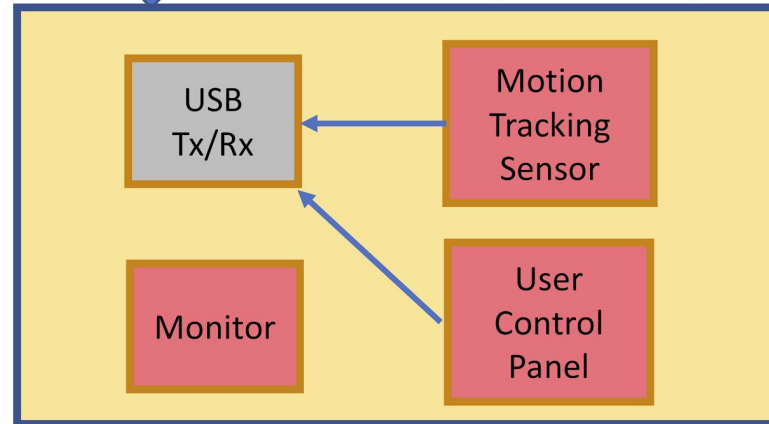 USB
Tx/Rx
Motion
Tracking
Sensor
Monitor
User
Control
Panel